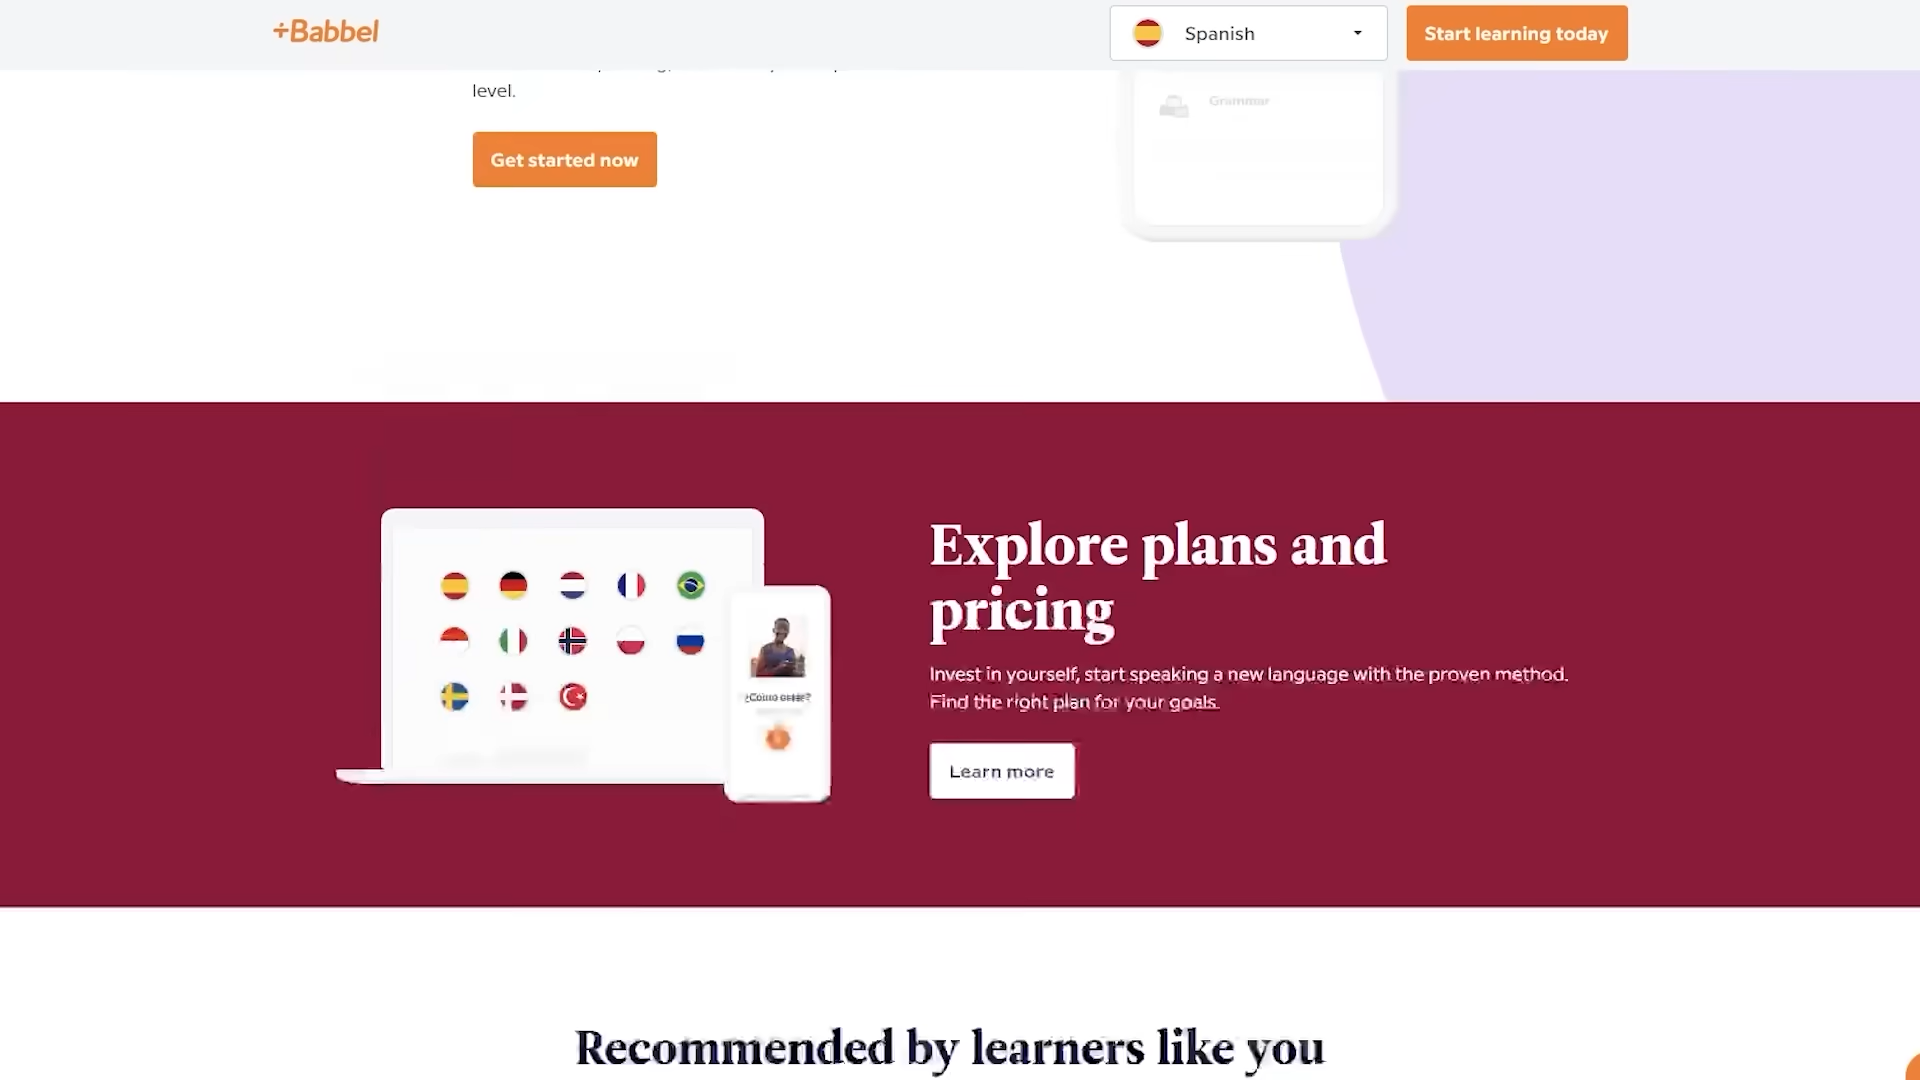 +Babbel
Spanish
Start learning today
level.
Grammar
Get started now
Explore plans and
pricing
Invest in yourself, start speaking a new language with the proven method.
Find the right plan for your goals.
Learn more
Recommended by learners like you